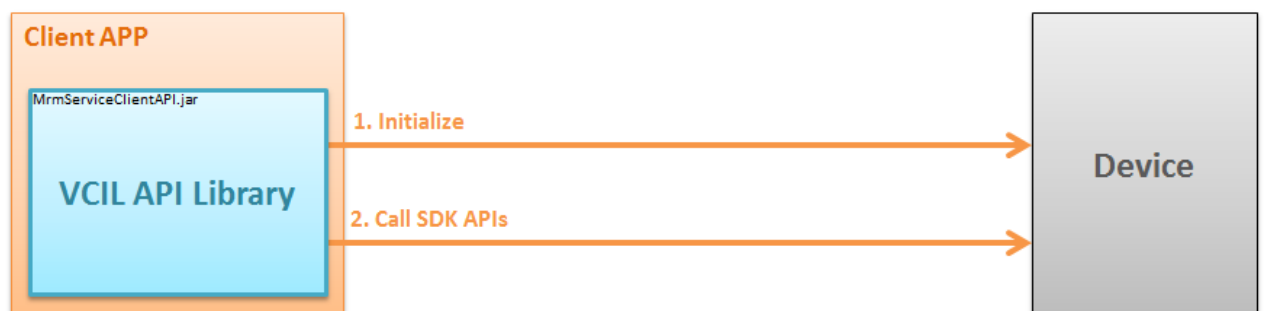 Client APP
MrmServiceClientAPI.jar
VCIL API Library
1. Initialize
2. Call SDK APIs
Device